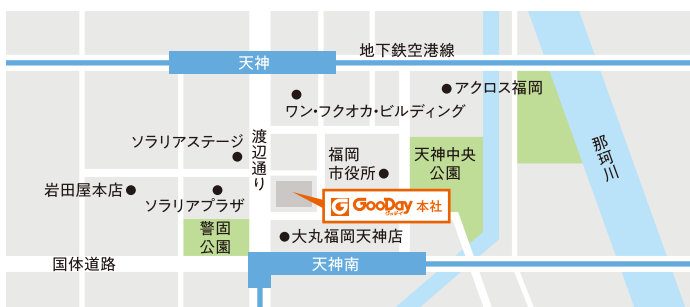 地下鉄空港線
天神
アクロス福岡
ワン・フクオカ・ビルディング
渡辺通り
ソラリアステージ
福岡
市役所
天神中央
公園
那珂川
岩田屋本店
ソラリアプラザ
GooDay 本社
グッデイ
警固
公園
大丸福岡天神店
国体道路
天神南